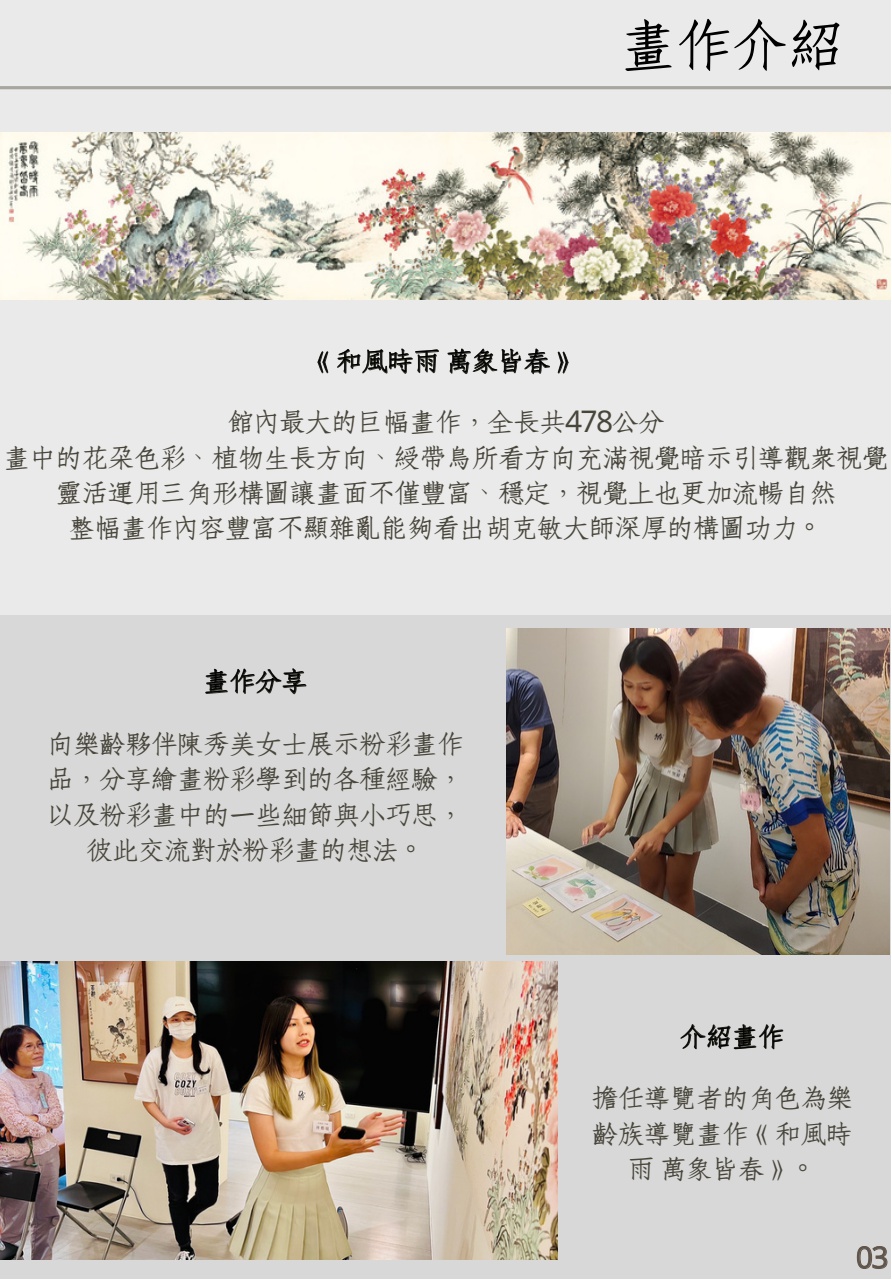 畫作介紹
和風時雨
萬象皆春
《 和風時雨 萬象皆春 》
館內最大的巨幅畫作，全長共478公分
畫中的花朵色彩、植物生長方向、綬帶鳥所看方向充滿視覺暗示引導觀衆視覺
靈活運用三角形構圖讓畫面不僅豐富、穩定，視覺上也更加流暢自然
整幅畫作內容豐富不顯雜亂能夠看出胡克敏大師深厚的構圖功力。
畫作分享
向樂齡夥伴陳秀美女士展示粉彩畫作
品，分享繪畫粉彩學到的各種經驗，
以及粉彩畫中的一些細節與小巧思，
彼此交流對於粉彩畫的想法。
COZY
介紹畫作
擔任導覽者的角色為樂
齡族導覽畫作《 和風時
雨 萬象皆春 》。
03